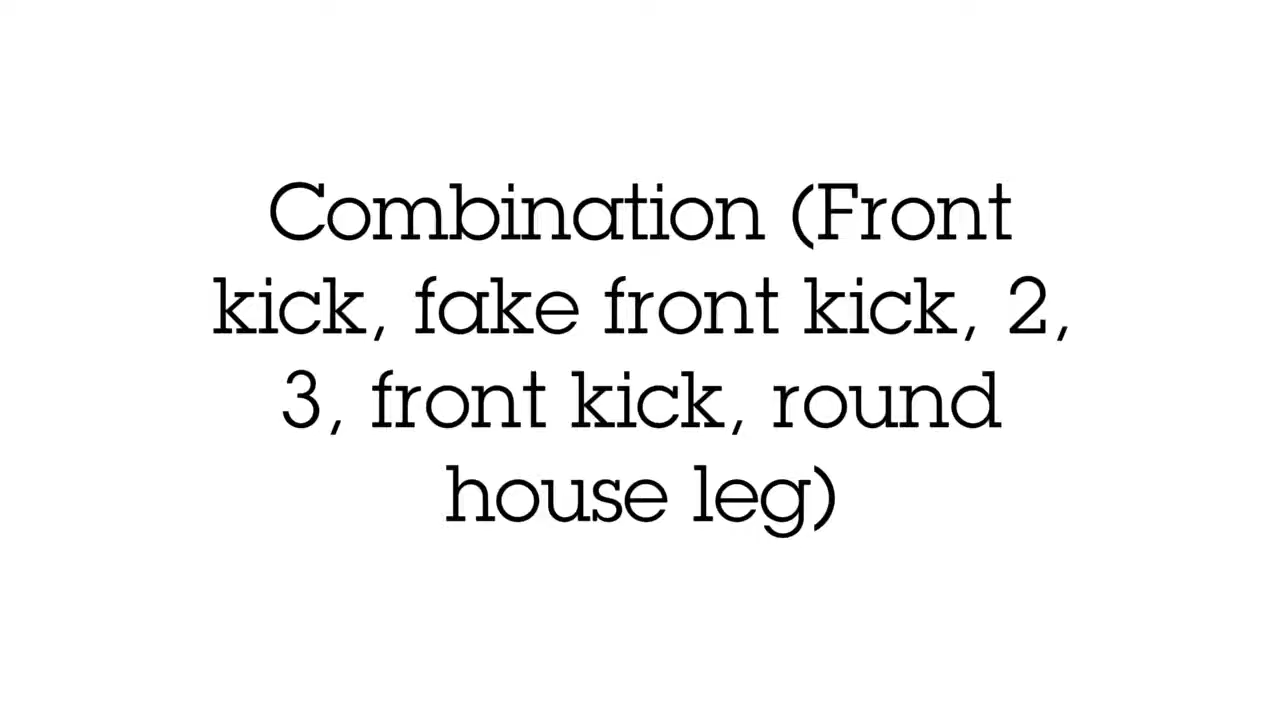 Combination (Front
kick, fake front kick, 2,
3, front kick, round
house leg)